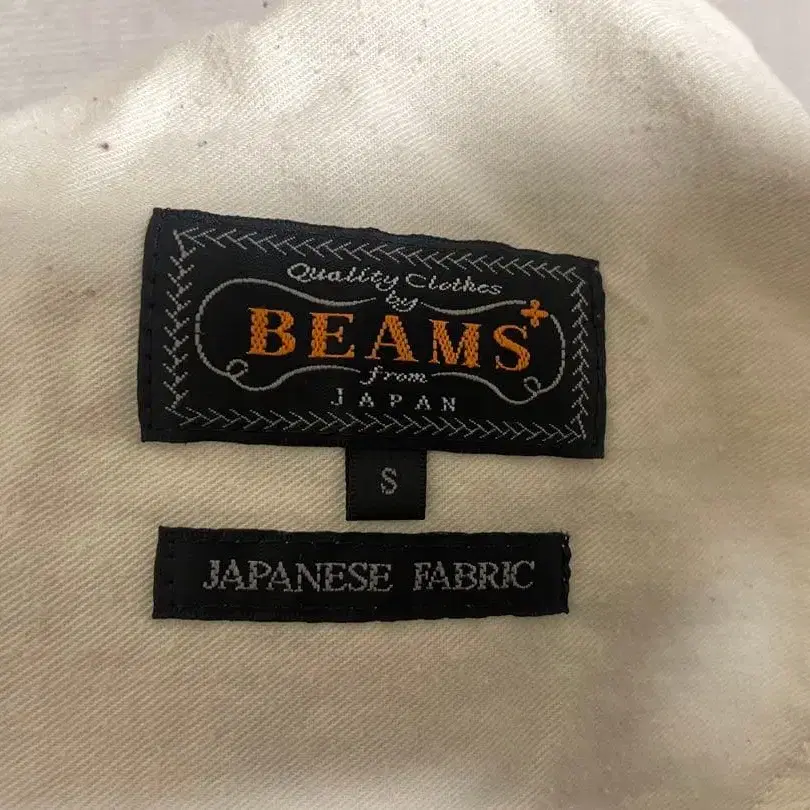 Quality Clothes
by
BEAMS+
from
JAPAN
S
JAPANESE FABRIC